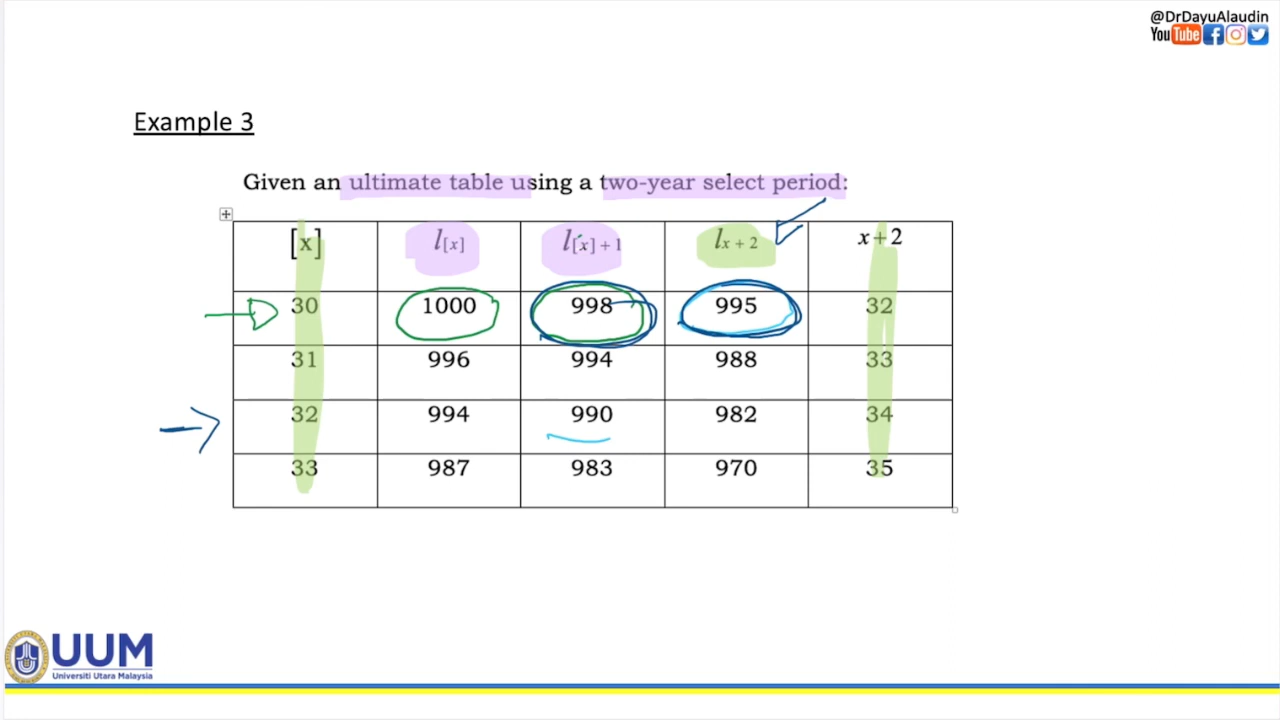 @DrDayuAlaudin
YouTube
Example 3
Given an ultimate table using a two-year select period:
[x] l[x] l[x]+1 lx+2 x+2
30 1000 998 995 32
31 996 994 988 33
32 994 990 982 34
33 987 983 970 35
UUM
Universiti Utara Malaysia